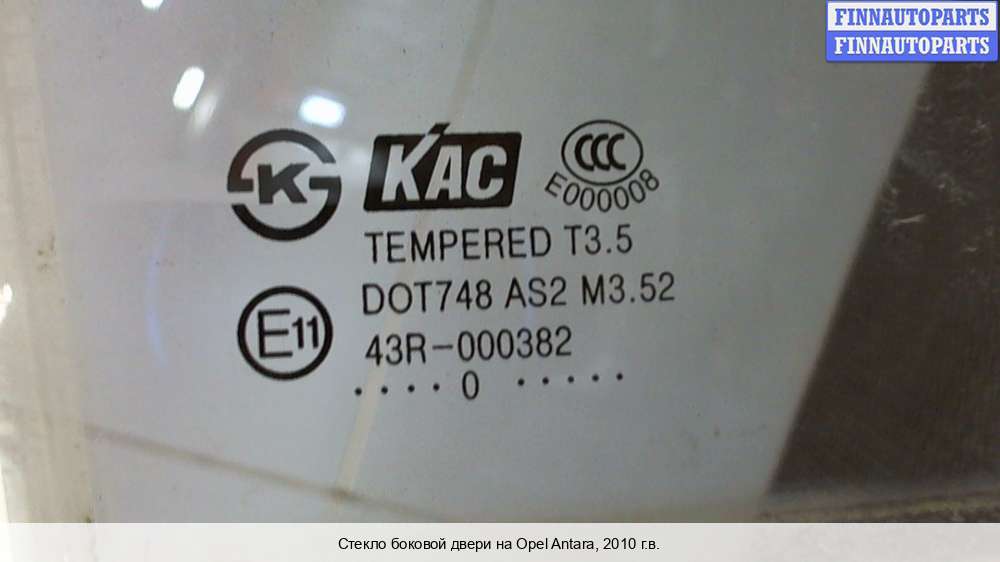 FINNAUTOPARTS
FINNAUTOPARTS
K
KAC
CCC
E000008
TEMPERED T3.5
DOT748 AS2 M3.52
E11
43R-000382
. . . . 0 . . . . .
Стекло боковой двери на Opel Antara, 2010 г.в.